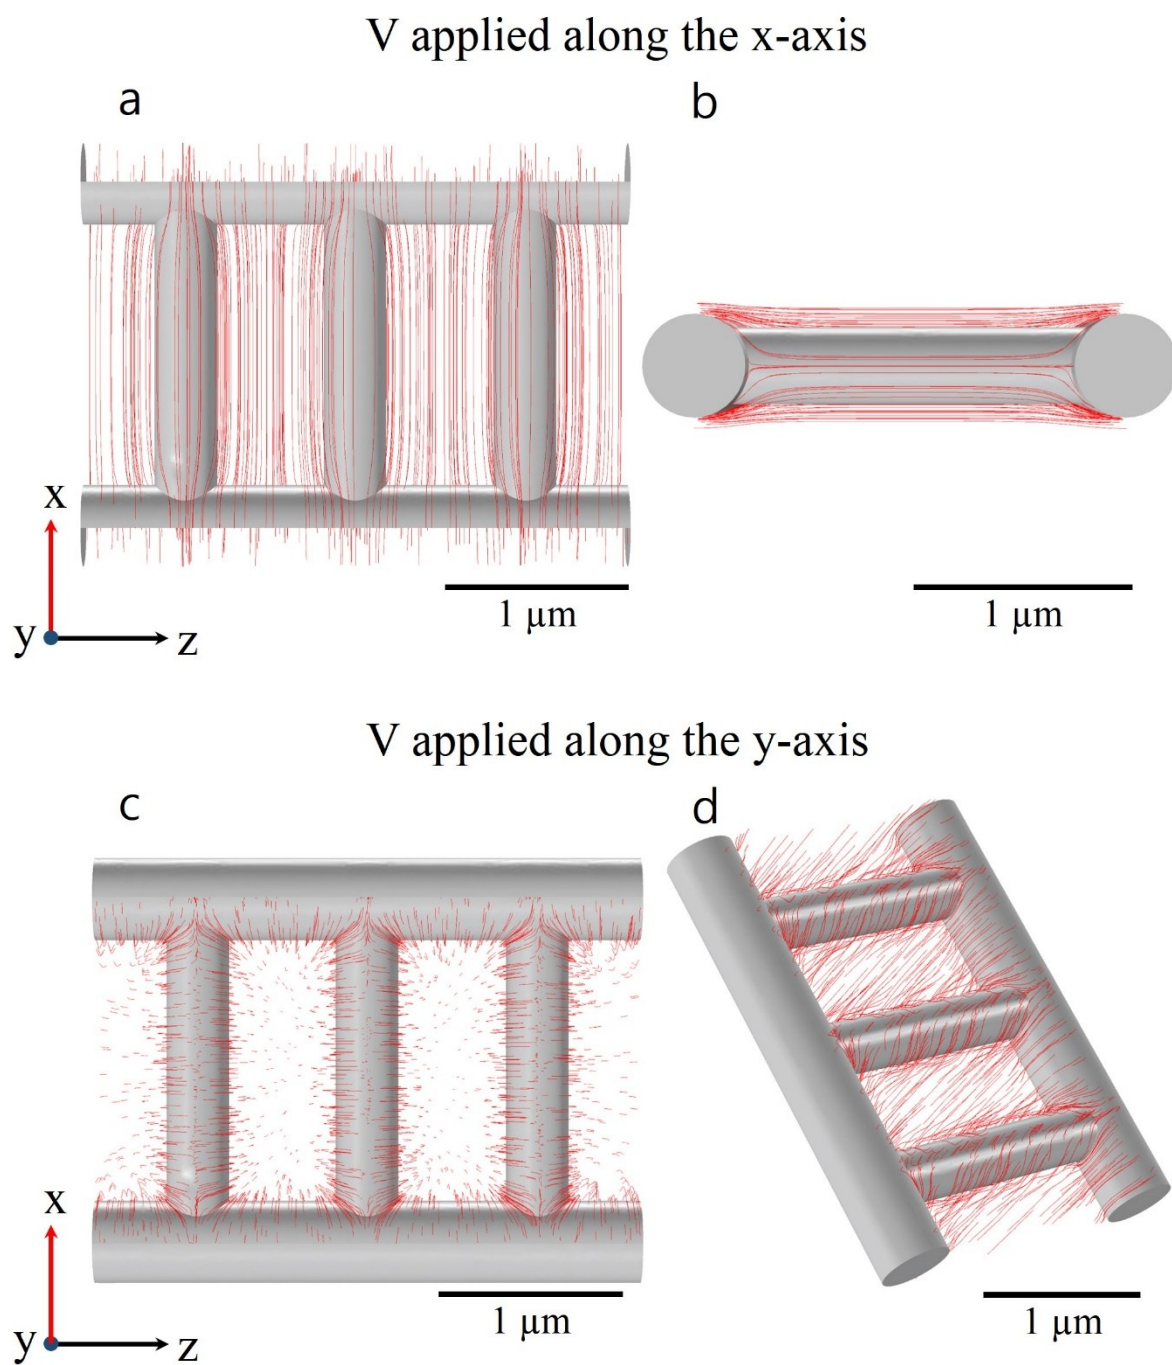 V applied along the x-axis
a
b
x
y
z
1 μm
1 μm
V applied along the y-axis
c
d
x
y
z
1 μm
1 μm